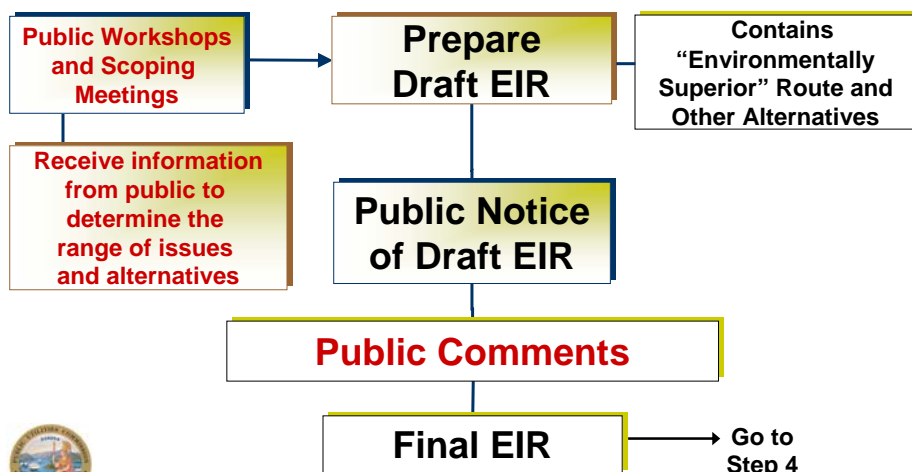 Public Workshops
and Scoping
Meetings
Prepare
Draft EIR
Contains
“Environmentally
Superior” Route and
Other Alternatives
Receive information
from public to
determine the
range of issues
and alternatives
Public Notice
of Draft EIR
Public Comments
Final EIR
Go to
Step 4